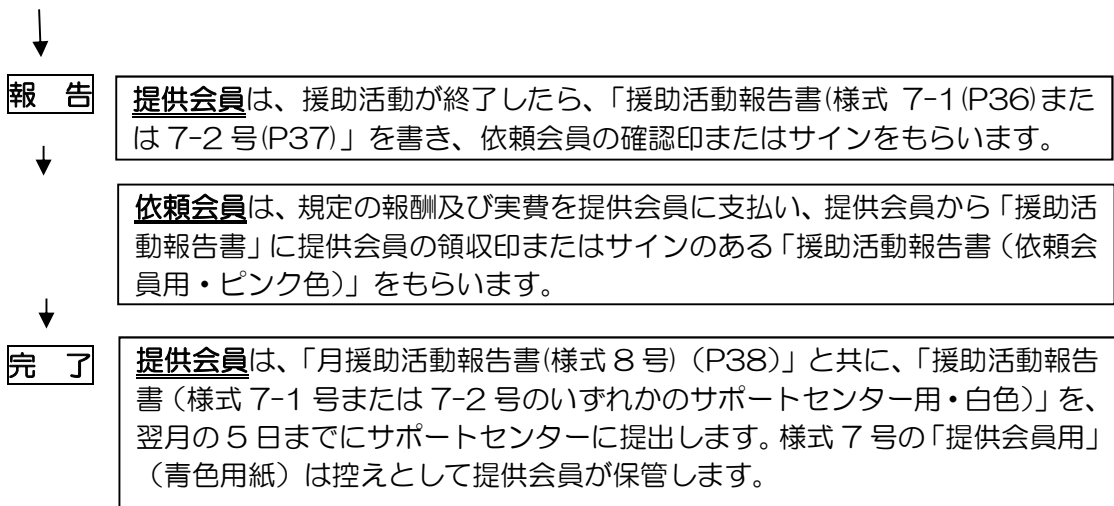 報 告
提供会員は、援助活動が終了したら、「援助活動報告書(様式 7-1(P36)また
は 7-2 号(P37)」を書き、依頼会員の確認印またはサインをもらいます。
依頼会員は、規定の報酬及び実費を提供会員に支払い、提供会員から「援助活
動報告書」に提供会員の領収印またはサインのある「援助活動報告書（依頼会
員用・ピンク色）」をもらいます。
完 了
提供会員は、「月援助活動報告書(様式 8 号)（P38）」と共に、「援助活動報告
書（様式 7-1 号または 7-2 号のいずれかのサポートセンター用・白色）」を、
翌月の 5 日までにサポートセンターに提出します。様式 7 号の「提供会員用」
（青色用紙）は控えとして提供会員が保管します。